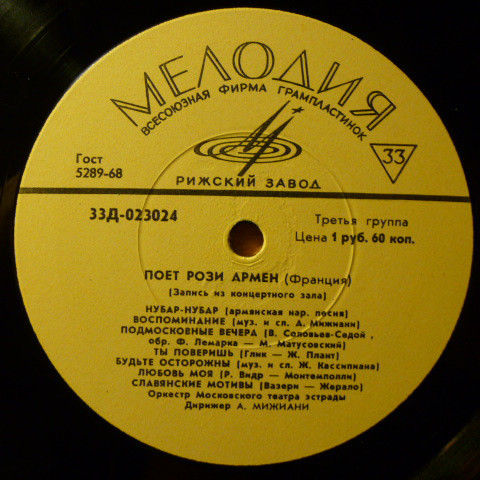 МЕЛОДИЯ
ВСЕСОЮЗНАЯ ФИРМА ГРАМПЛАСТИНОК
33
Гост
5289-68
РИЖСКИЙ ЗАВОД
33Д-023024
Третья группа
Цена 1 руб. 60 коп.
ПОЕТ РОЗИ АРМЕН (Франция)
(Запись из концертного зала)
НУБАР-НУБАР (армянская нар. песня)
ВОСПОМИНАНИЕ (муз. и сл. А. Мижиани)
ПОДМОСКОВНЫЕ ВЕЧЕРА (В. Соловьев-Седой,
обр. Ф. Лемарка — М. Матусовский)
ТЫ ПОВЕРИШЬ (Глик — Ж. Плант)
БУДЬТЕ ОСТОРОЖНЫ (муз. и сл. Ж. Кассипиана)
ЛЮБОВЬ МОЯ (Р. Видр — Монтемполли)
СЛАВЯНСКИЕ МОТИВЫ (Вазери — Жерало)
Оркестр Московского театра эстрады
Дирижер А. МИЖИАНИ